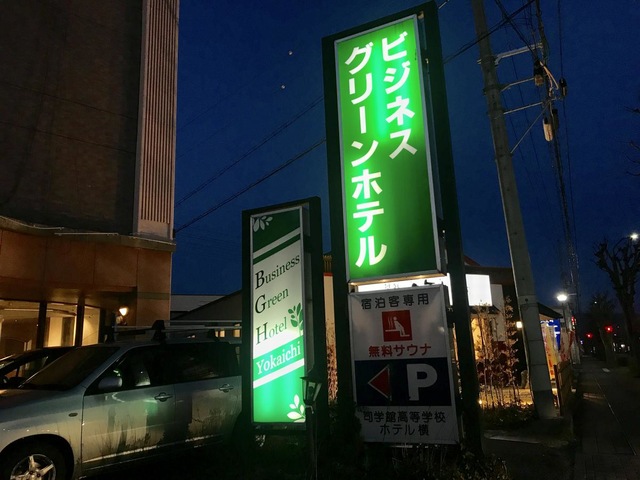 ビジネス
グリーンホテル
Business
Green
Hotel
Yokaichi
宿泊客専用
無料サウナ
P
司学館高等学校
ホテル横